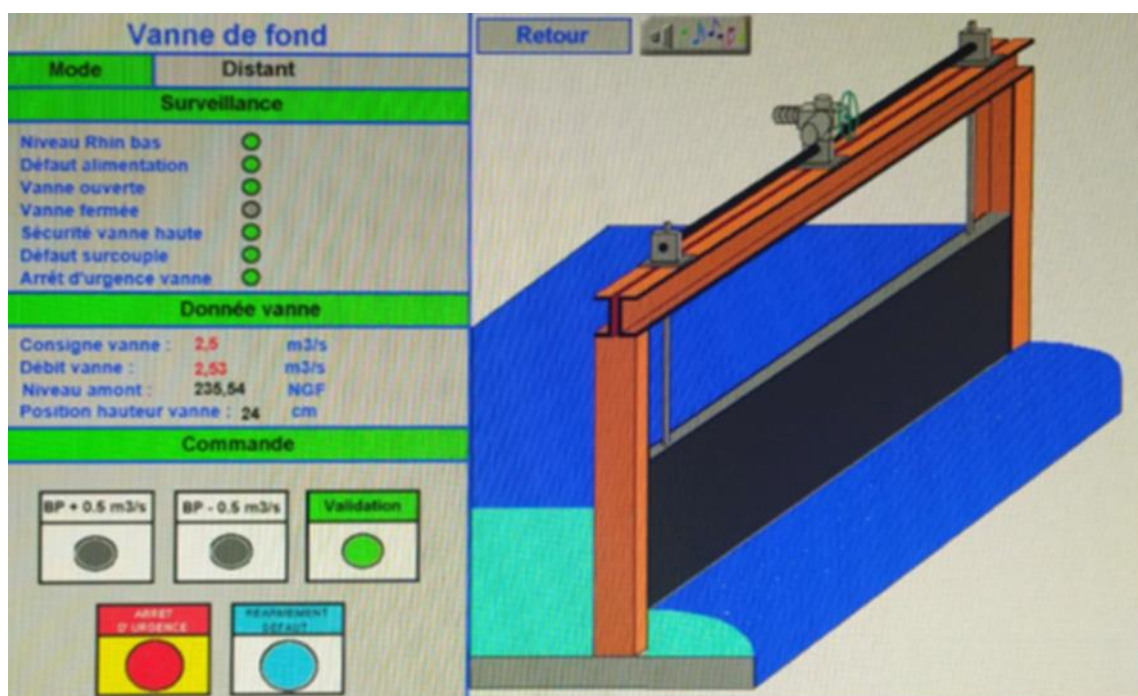 Vanne de fond
Retour
Mode Distant
Surveillance
Niveau Rhin bas
Défaut alimentation
Vanne ouverte
Vanne fermée
Sécurité vanne haute
Défaut surcouple
Arrêt d'urgence vanne
Donnée vanne
Consigne vanne : 2,5 m3/s
Débit vanne : 2,53 m3/s
Niveau amont : 235,54 NGF
Position hauteur vanne : 24 cm
Commande
BP + 0.5 m3/s BP - 0.5 m3/s Validation
ARRET REARMEMENT
D'URGENCE DEFAUT